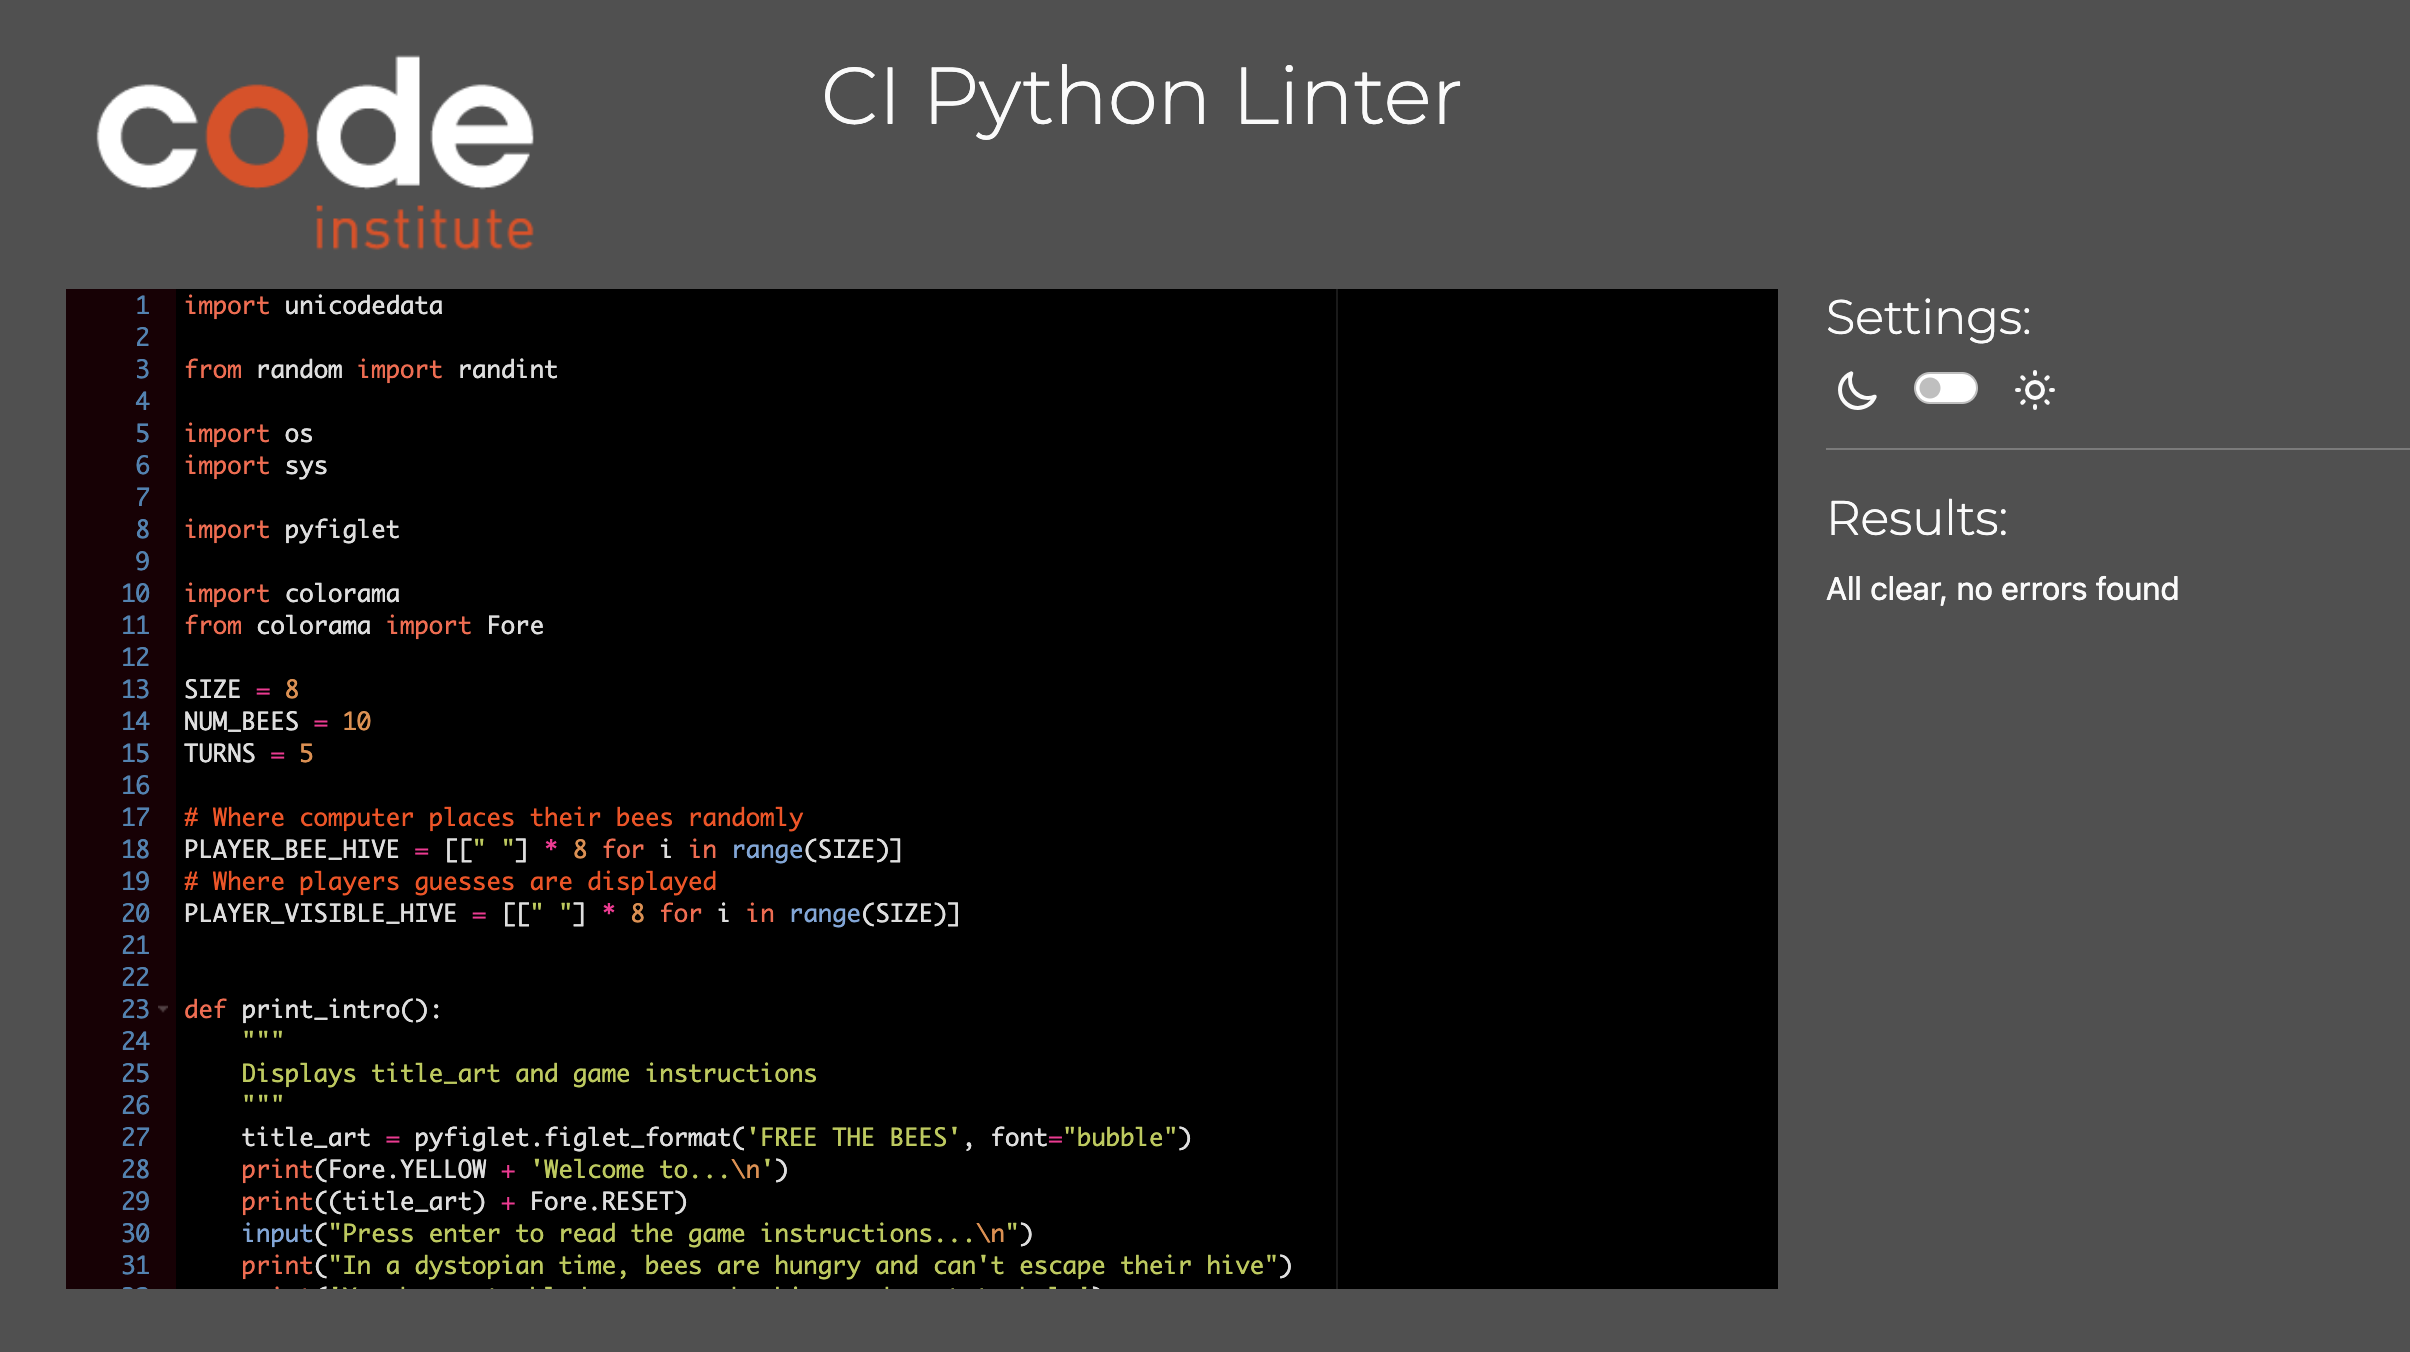 code
institute
CI Python Linter
1 import unicodedata
2
3 from random import randint
4
5 import os
6 import sys
7
8 import pyfiglet
9
10 import colorama
11 from colorama import Fore
12
13 SIZE = 8
14 NUM_BEES = 10
15 TURNS = 5
16
17 # Where computer places their bees randomly
18 PLAYER_BEE_HIVE = [[" "] * 8 for i in range(SIZE)]
19 # Where players guesses are displayed
20 PLAYER_VISIBLE_HIVE = [[" "] * 8 for i in range(SIZE)]
21
22
23 def print_intro():
24     """
25     Displays title_art and game instructions
26     """
27     title_art = pyfiglet.figlet_format('FREE THE BEES', font="bubble")
28     print(Fore.YELLOW + 'Welcome to...\n')
29     print((title_art) + Fore.RESET)
30     input("Press enter to read the game instructions...\n")
31     print("In a dystopian time, bees are hungry and can't escape their hive")
Settings:
Results:
All clear, no errors found